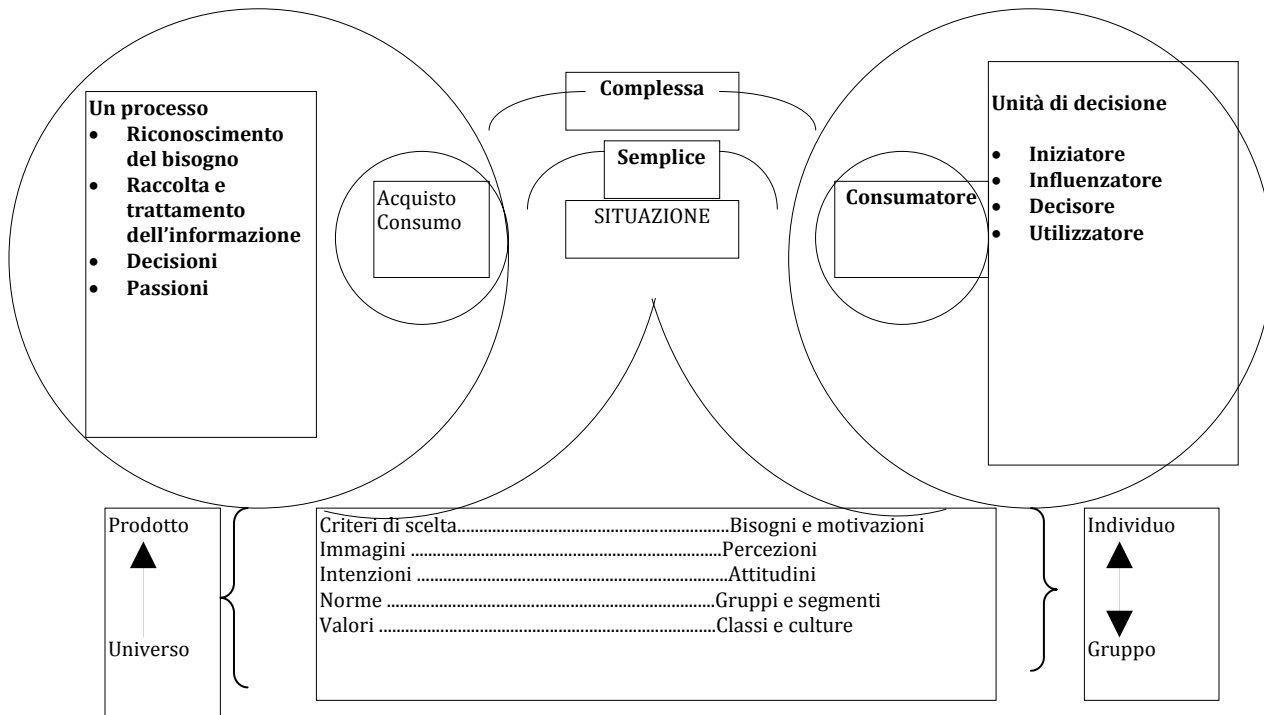 Un processo
• Riconoscimento
del bisogno
• Raccolta e
trattamento
dell'informazione
• Decisioni
• Passioni
Acquisto
Consumo
Complessa
Semplice
SITUAZIONE
Consumatore
Unità di decisione
• Iniziatore
• Influenzatore
• Decisore
• Utilizzatore
Prodotto
Universo
Criteri di scelta..............................................................Bisogni e motivazioni
Immagini ......................................................................Percezioni
Intenzioni ......................................................................Attitudini
Norme .........................................................................Gruppi e segmenti
Valori ..........................................................................Classi e culture
Individuo
Gruppo